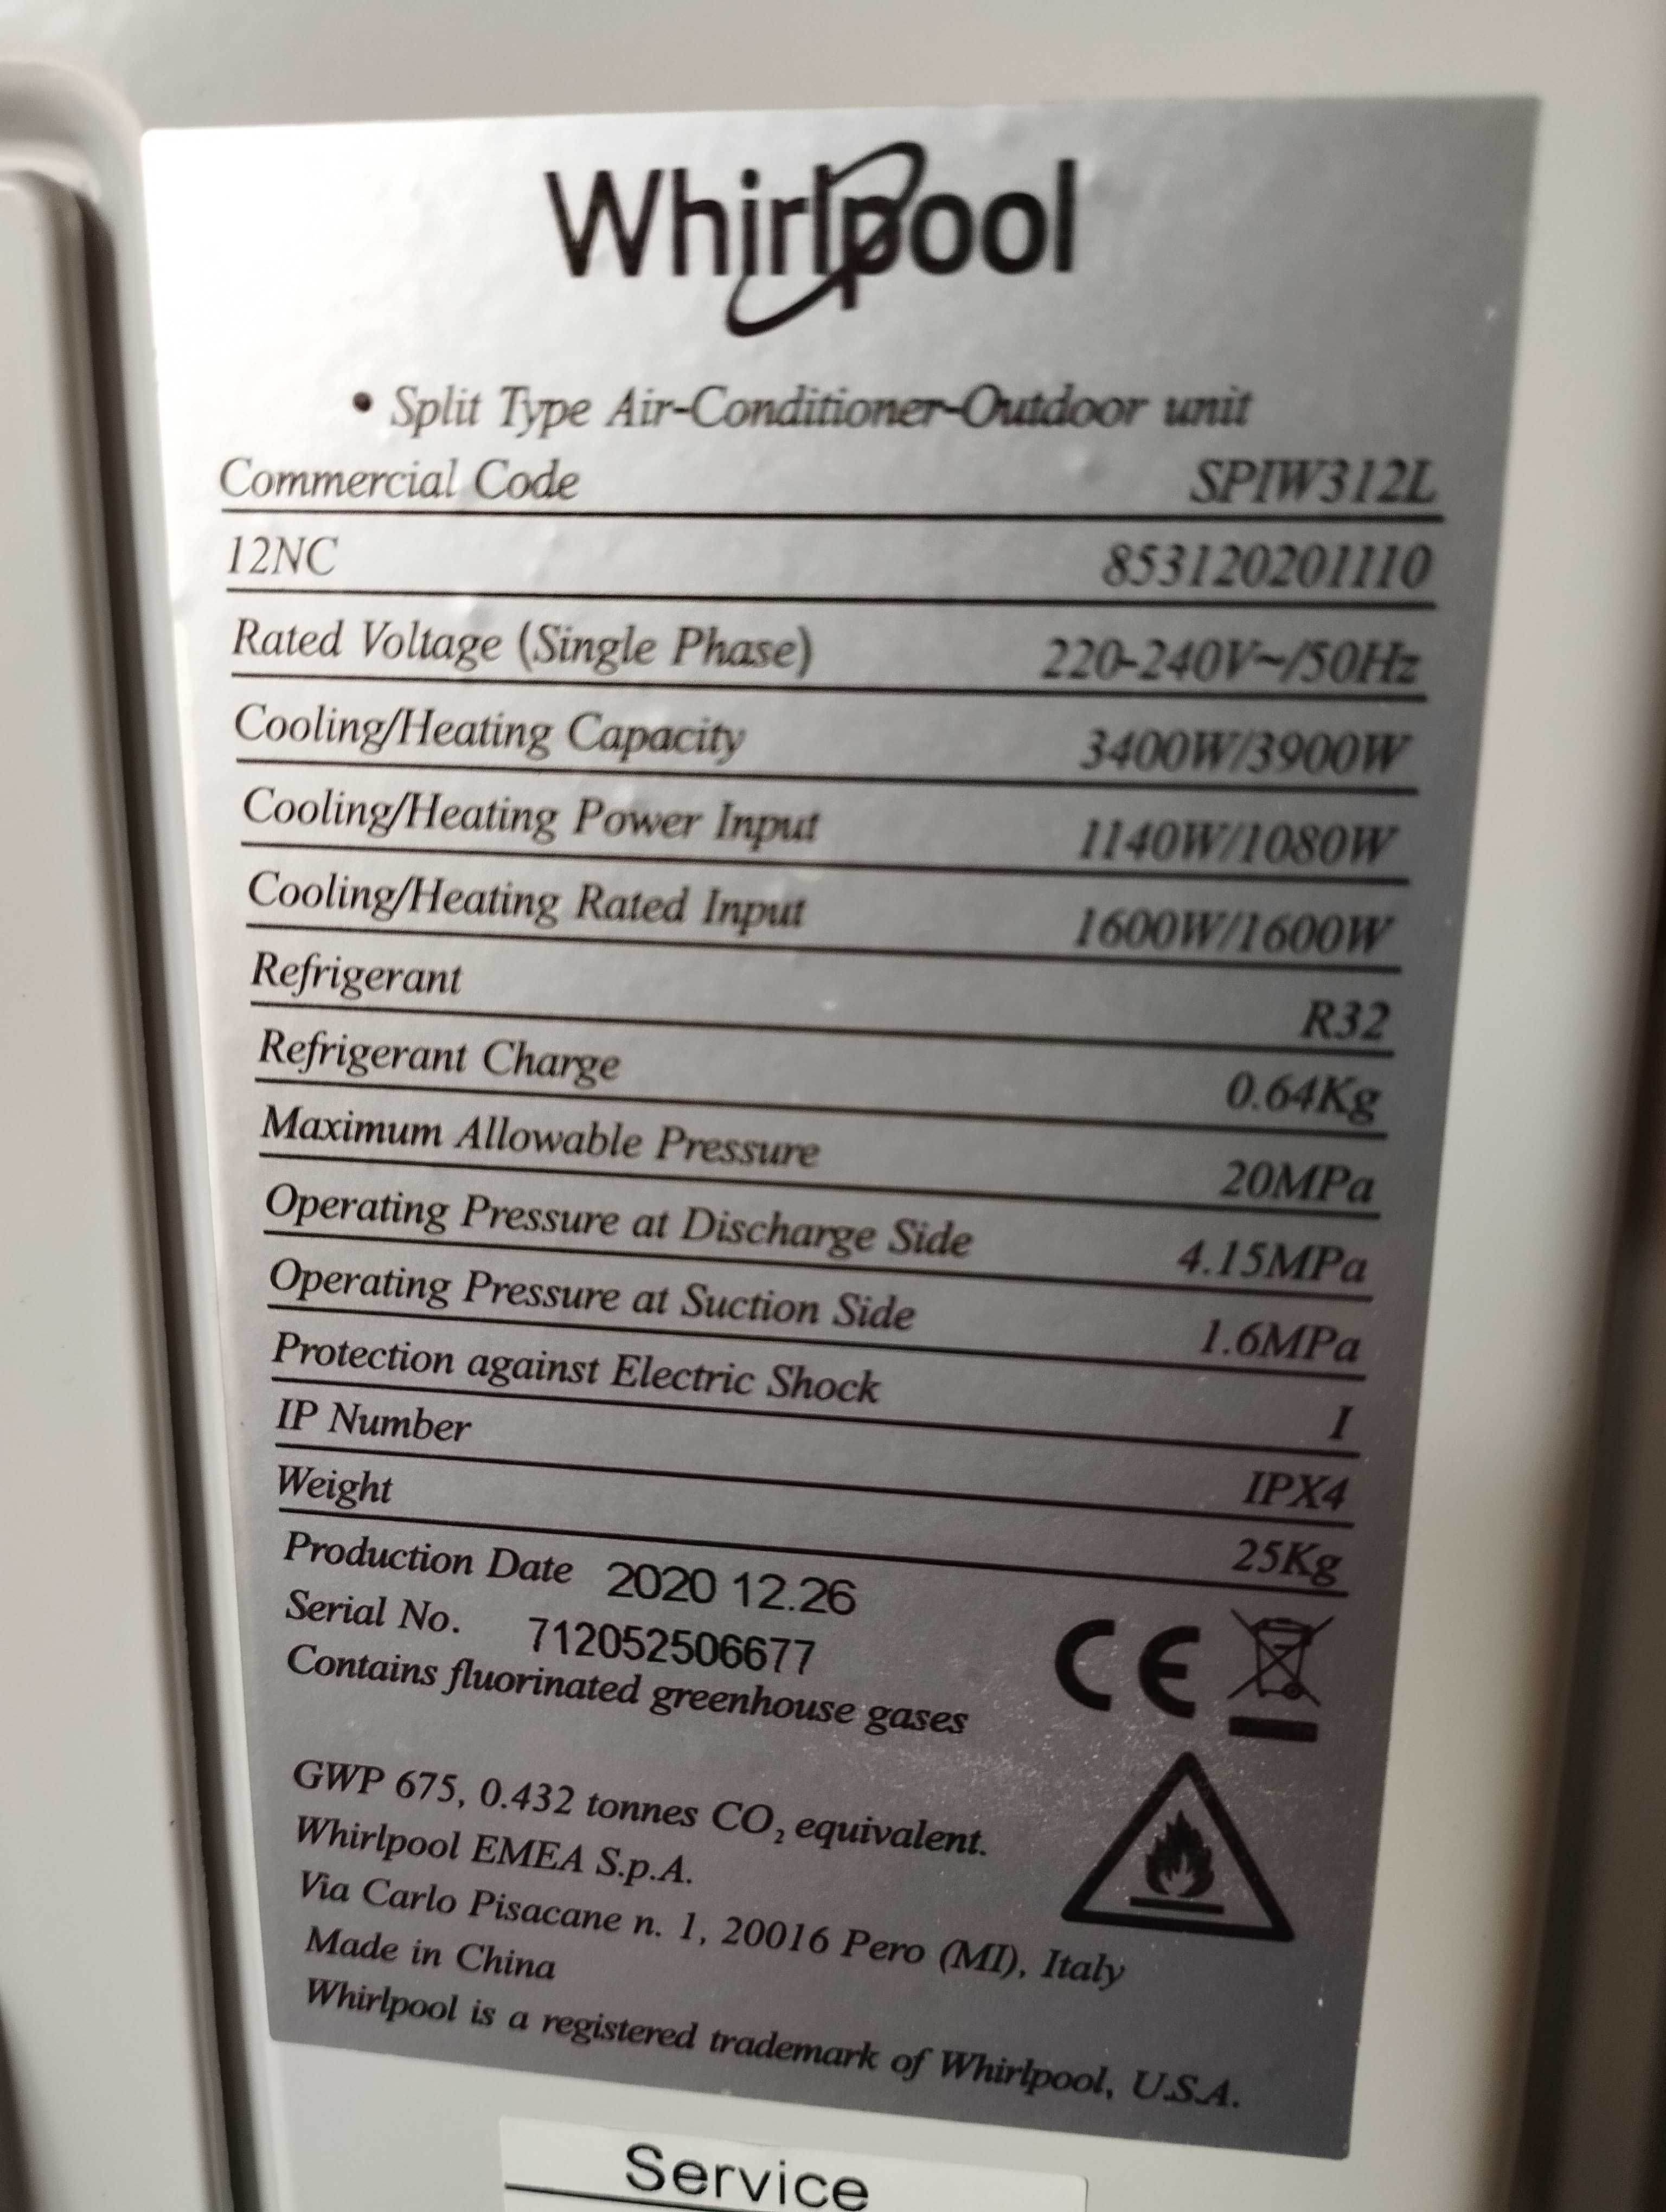 Whirlpool
• Split Type Air-Conditioner-Outdoor unit
Commercial Code SPIW312L
12NC 853120201110
Rated Voltage (Single Phase) 220-240V~/50Hz
Cooling/Heating Capacity 3400W/3900W
Cooling/Heating Power Input 1140W/1080W
Cooling/Heating Rated Input 1600W/1600W
Refrigerant R32
Refrigerant Charge 0.64Kg
Maximum Allowable Pressure 20MPa
Operating Pressure at Discharge Side 4.15MPa
Operating Pressure at Suction Side 1.6MPa
Protection against Electric Shock I
IP Number IPX4
Weight 25Kg
Production Date 2020 12.26
Serial No. 712052506677
Contains fluorinated greenhouse gases
CE
GWP 675, 0.432 tonnes CO₂ equivalent.
Whirlpool EMEA S.p.A.
Via Carlo Pisacane n. 1, 20016 Pero (MI), Italy
Made in China
Whirlpool is a registered trademark of Whirlpool, U.S.A.
Service